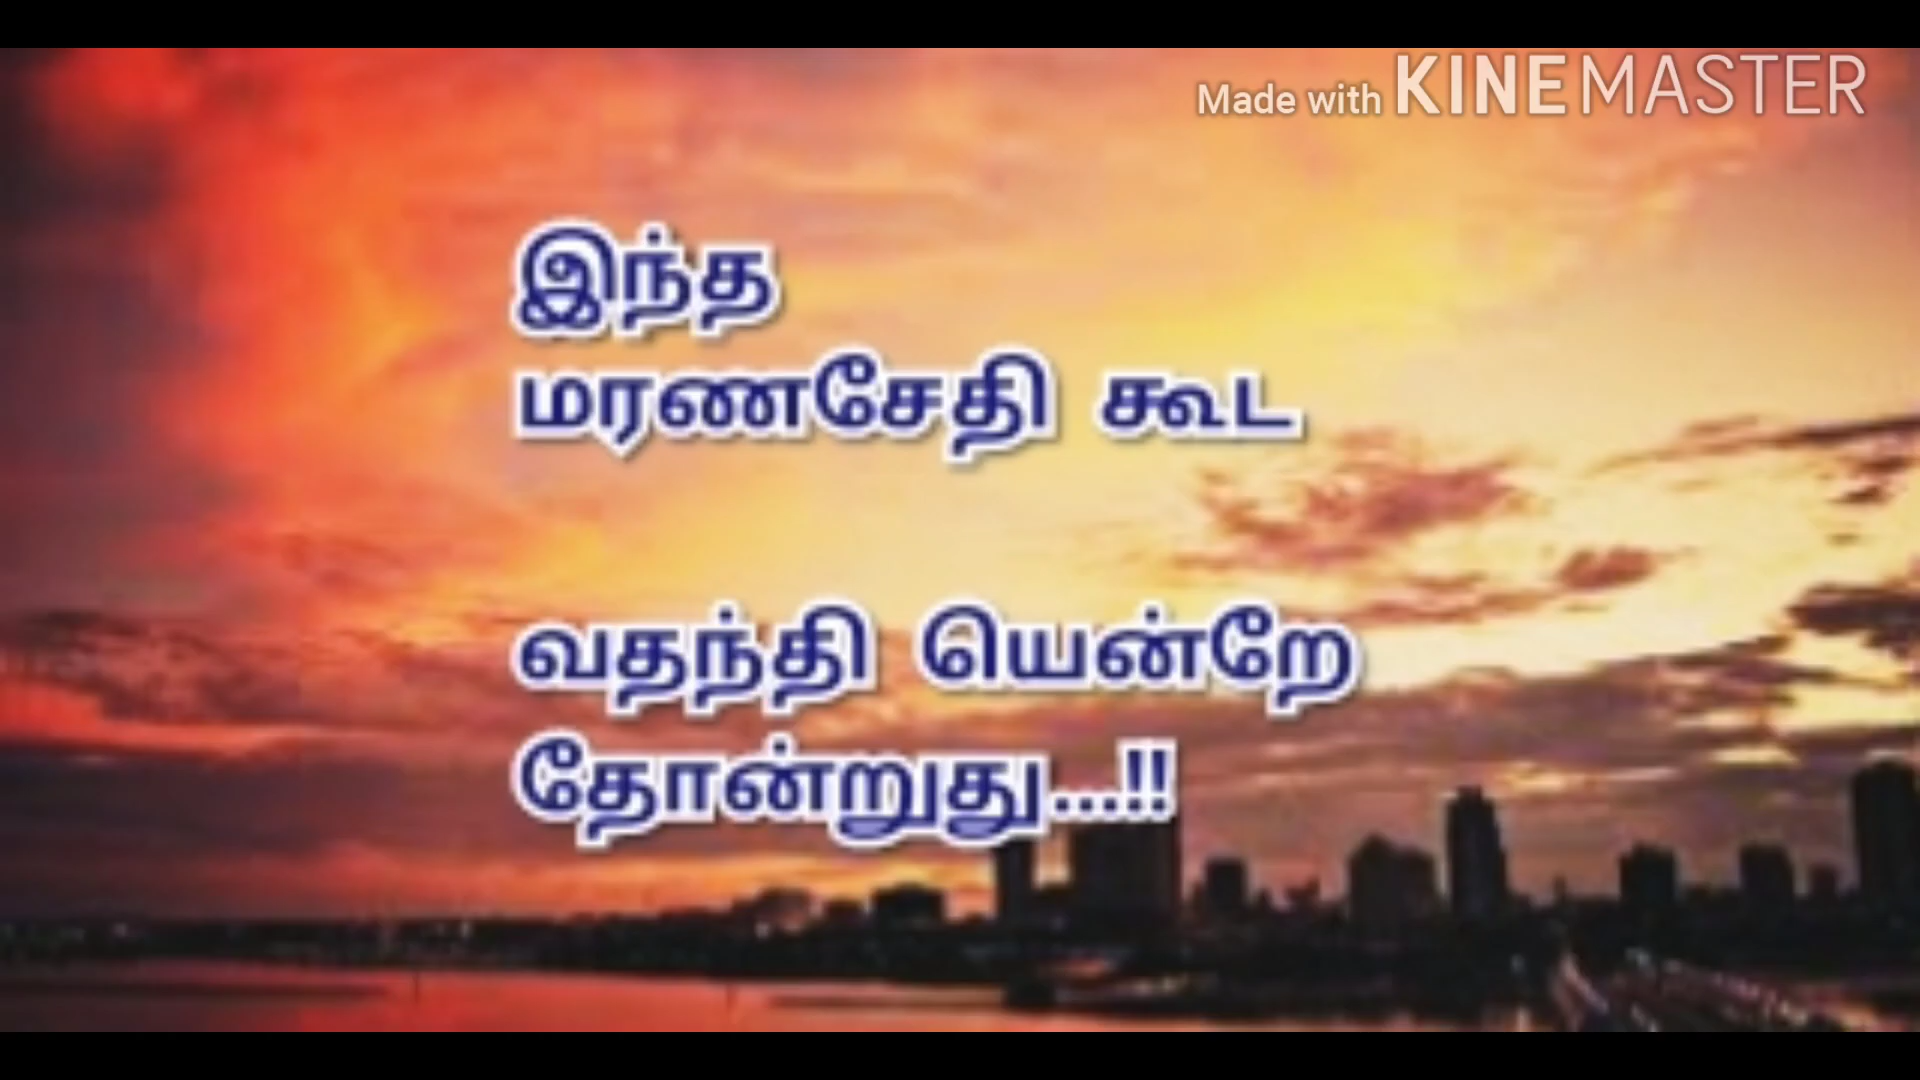 Made with KINEMASTER
இந்த
மரணசேதி கூட
வதந்தி யென்றே
தோன்றுது...!!